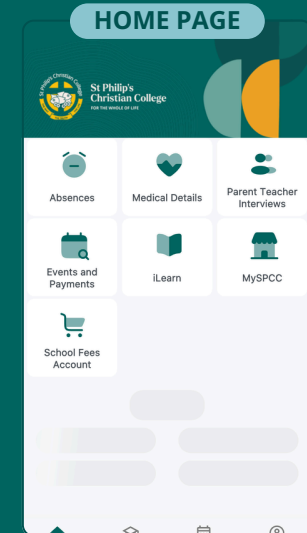 HOME PAGE
St Philip's
Christian College
FOR THE WHOLE OF LIFE
Absences
Medical Details
Parent Teacher
Interviews
Events and
Payments
iLearn
MySPCC
School Fees
Account